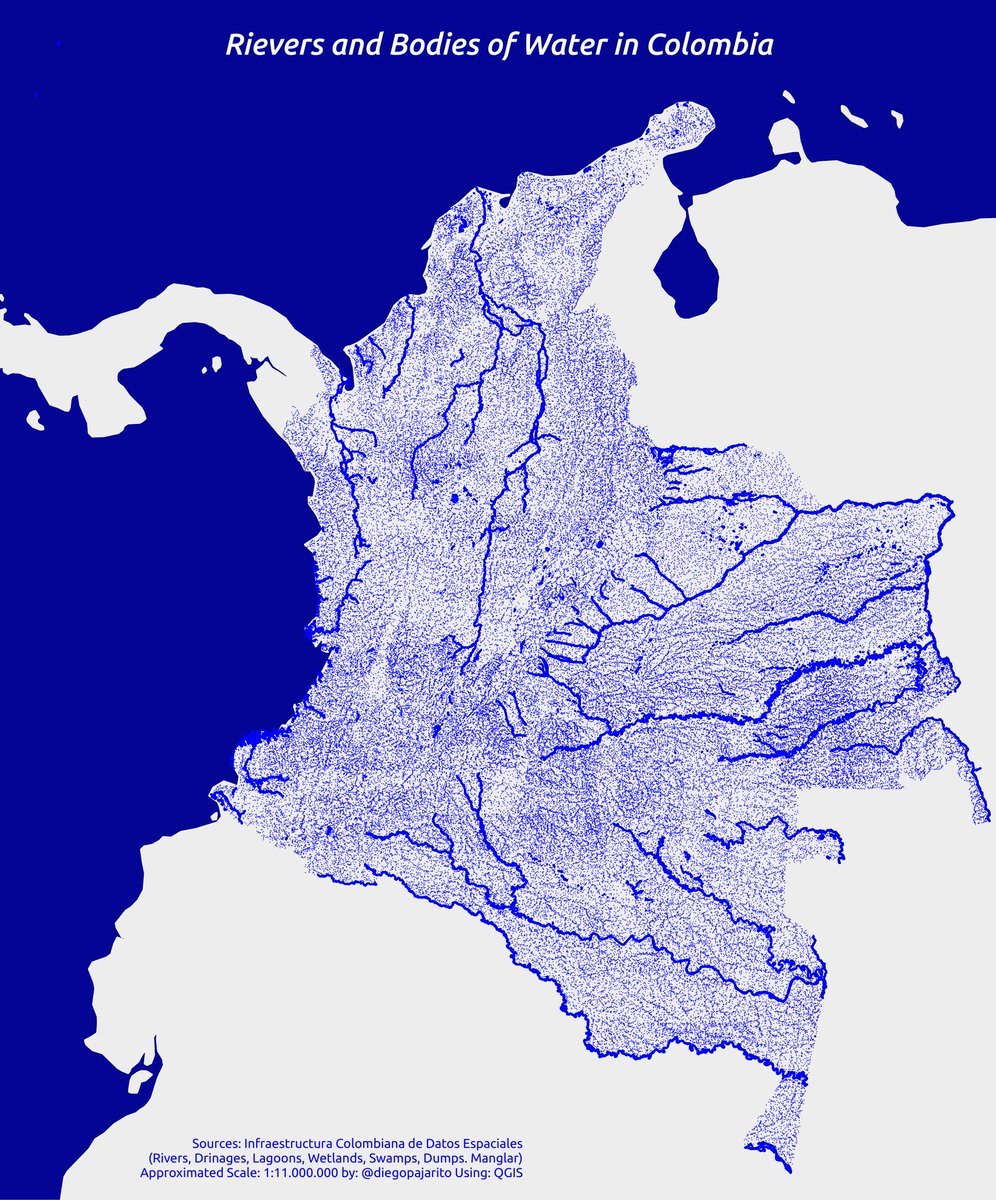 Rievers and Bodies of Water in Colombia
Sources: Infraestructura Colombiana de Datos Espaciales
(Rivers, Drinages, Lagoons, Wetlands, Swamps, Dumps. Manglar)
Approximated Scale: 1:11.000.000 by: @diegopajarito Using: QGIS